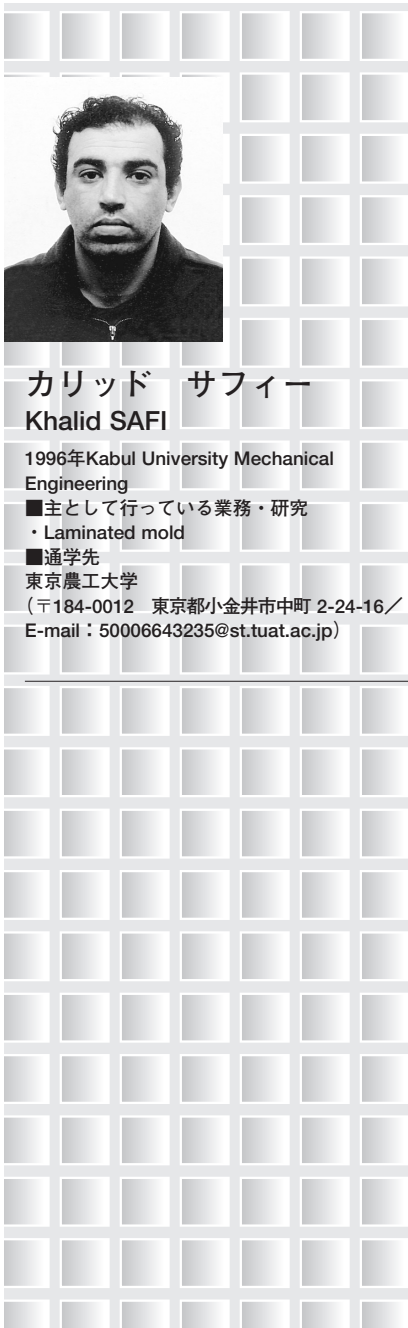 カリッド　サフィー
Khalid SAFI
1996年Kabul University Mechanical
Engineering
■主として行っている業務・研究
・Laminated mold
■通学先
東京農工大学
（〒184-0012　東京都小金井市中町 2-24-16／
E-mail：50006643235@st.tuat.ac.jp）